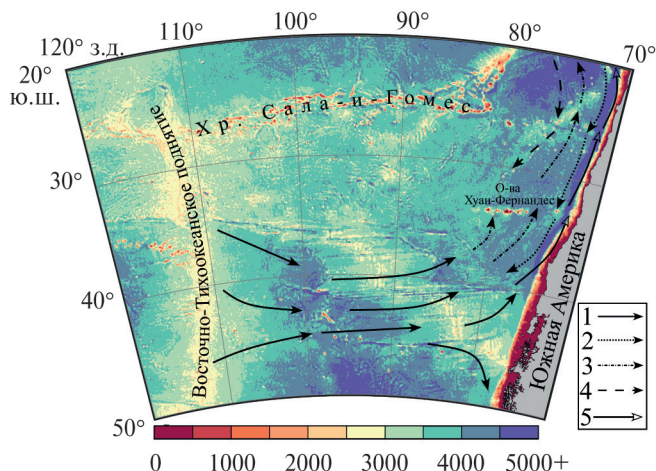 120° з.д.
110°
100°
90°
80°
70°
20°
ю.ш.
Хр. Сала-и-Гомес
Восточно-Тихоокеанское поднятие
30°
О-ва
Хуан-Фернандес
40°
Южная Америка
1
2
3
4
5
50°
0 1000 2000 3000 4000 5000+